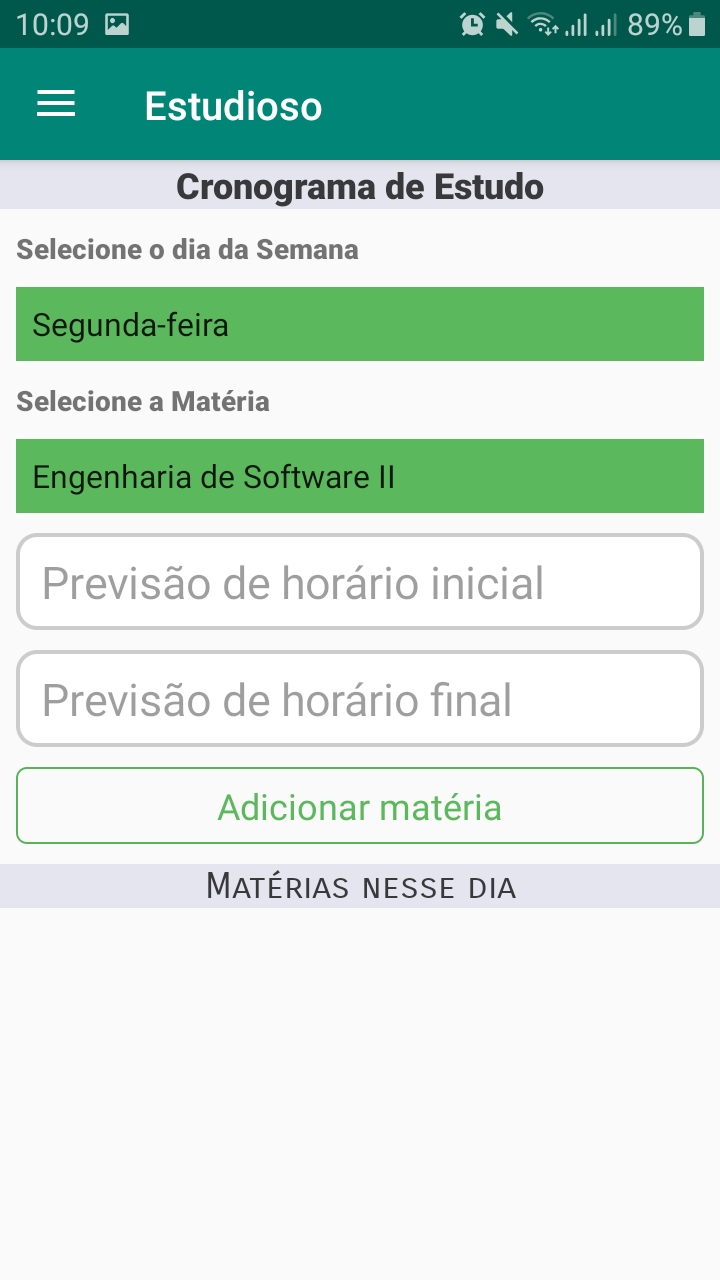 10:09 89%
Estudioso
Cronograma de Estudo
Selecione o dia da Semana
Segunda-feira
Selecione a Matéria
Engenharia de Software II
Previsão de horário inicial
Previsão de horário final
Adicionar matéria
Matérias nesse dia